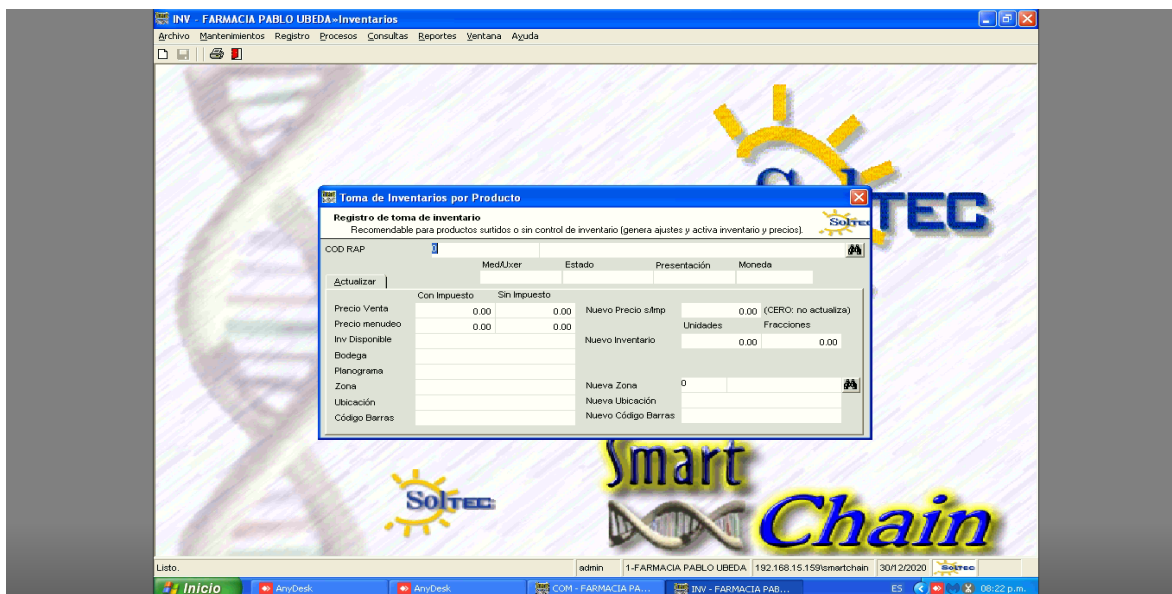 INV - FARMACIA PABLO UBEDA»Inventarios
Archivo Mantenimientos Registro Procesos Consultas Reportes Ventana Ayuda
SOLTEC
Toma de Inventarios por Producto
Registro de toma de inventario
Recomendable para productos surtidos o sin control de inventario (genera ajustes y activa inventario y precios).
SOLTEC
COD RAP 0
Med/Uxer Estado Presentación Moneda
Actualizar
Con Impuesto Sin Impuesto
Precio Venta 0.00 0.00 Nuevo Precio s/Imp 0.00 (CERO: no actualiza)
Precio menudeo 0.00 0.00 Unidades Fracciones
Inv Disponible Nuevo Inventario 0.00 0.00
Bodega
Planograma
Zona Nueva Zona 0
Ubicación Nueva Ubicación
Código Barras Nuevo Código Barras
Smart
SOLTEC
Chain
Listo. admin 1-FARMACIA PABLO UBEDA 192.168.15.159\smartchain 30/12/2020 SOLTEC
Inicio AnyDesk AnyDesk COM - FARMACIA PA... INV - FARMACIA PAB... ES 08:22 p.m.